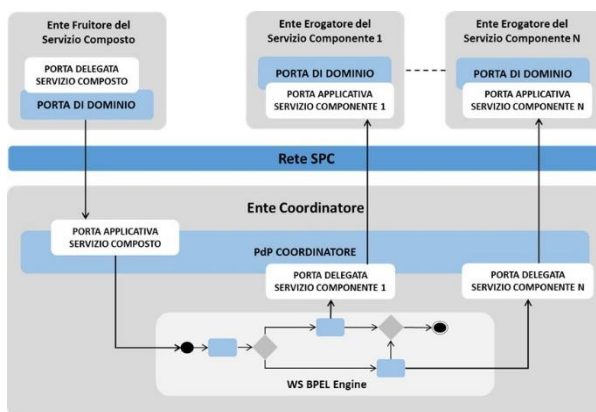 Ente Fruitore del
Servizio Composto
PORTA DELEGATA
SERVIZIO COMPOSTO
PORTA DI DOMINIO
Ente Erogatore del
Servizio Componente 1
PORTA DI DOMINIO
PORTA APPLICATIVA
SERVIZIO COMPONENTE 1
Ente Erogatore del
Servizio Componente N
PORTA DI DOMINIO
PORTA APPLICATIVA
SERVIZIO COMPONENTE N
Rete SPC
Ente Coordinatore
PORTA APPLICATIVA
SERVIZIO COMPOSTO
PdP COORDINATORE
PORTA DELEGATA
SERVIZIO COMPONENTE 1
PORTA DELEGATA
SERVIZIO COMPONENTE N
WS BPEL Engine